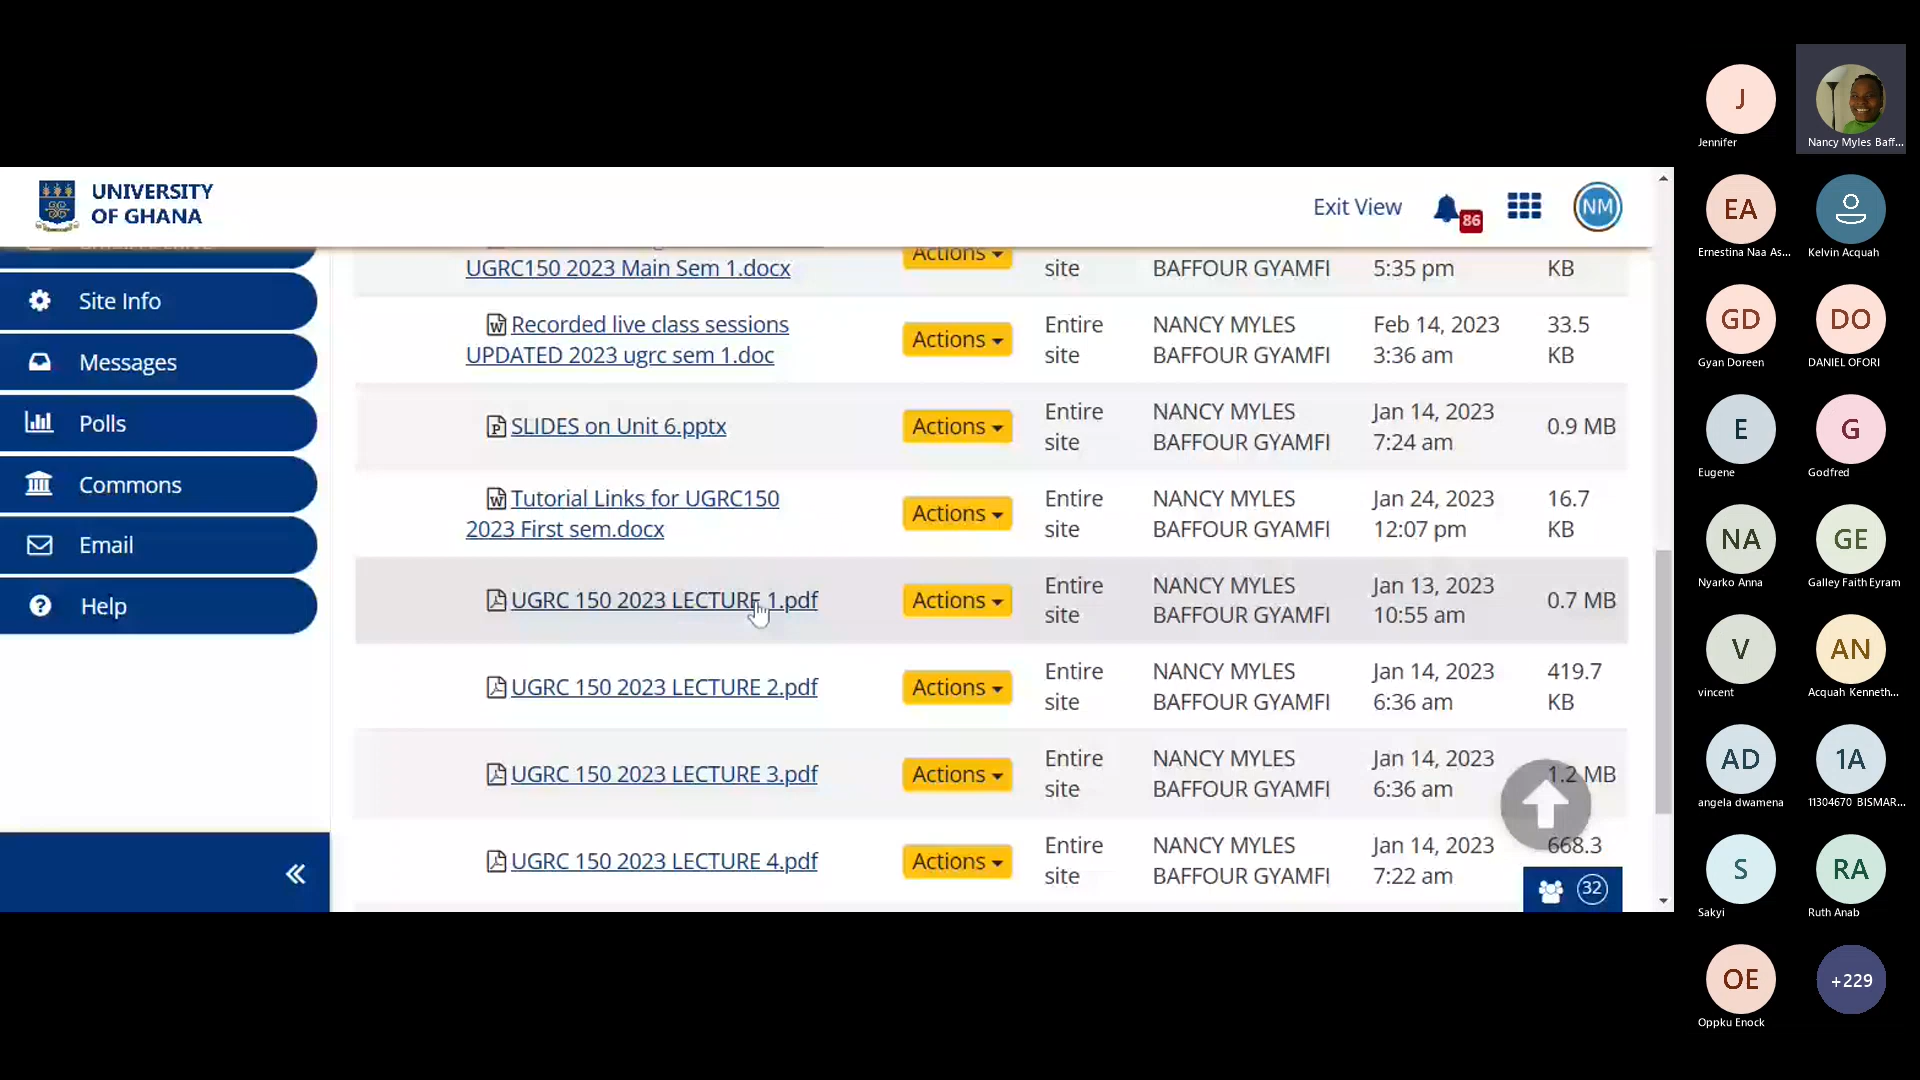 UNIVERSITY
OF GHANA
Exit View
86
NM
Site Info
Messages
Polls
Commons
Email
Help
Actions
UGRC150 2023 Main Sem 1.docx
site
BAFFOUR GYAMFI
5:35 pm
KB
Recorded live class sessions
UPDATED 2023 ugrc sem 1.doc
Actions
Entire
site
NANCY MYLES
BAFFOUR GYAMFI
Feb 14, 2023
3:36 am
33.5
KB
SLIDES on Unit 6.pptx
Actions
Entire
site
NANCY MYLES
BAFFOUR GYAMFI
Jan 14, 2023
7:24 am
0.9 MB
Tutorial Links for UGRC150
2023 First sem.docx
Actions
Entire
site
NANCY MYLES
BAFFOUR GYAMFI
Jan 24, 2023
12:07 pm
16.7
KB
UGRC 150 2023 LECTURE 1.pdf
Actions
Entire
site
NANCY MYLES
BAFFOUR GYAMFI
Jan 13, 2023
10:55 am
0.7 MB
UGRC 150 2023 LECTURE 2.pdf
Actions
Entire
site
NANCY MYLES
BAFFOUR GYAMFI
Jan 14, 2023
6:36 am
419.7
KB
UGRC 150 2023 LECTURE 3.pdf
Actions
Entire
site
NANCY MYLES
BAFFOUR GYAMFI
Jan 14, 2023
6:36 am
1.2 MB
UGRC 150 2023 LECTURE 4.pdf
Actions
Entire
site
NANCY MYLES
BAFFOUR GYAMFI
Jan 14, 2023
7:22 am
668.3
32
J
Jennifer
Nancy Myles Baff...
EA
Ernestina Naa As...
Kelvin Acquah
GD
Gyan Doreen
DO
DANIEL OFORI
E
Eugene
G
Godfred
NA
Nyarko Anna
GE
Galley Faith Eyram
V
vincent
AN
Acquah Kenneth...
AD
angela dwamena
1A
11304670 BISMAR...
S
Sakyi
RA
Ruth Anab
OE
Oppku Enock
+229